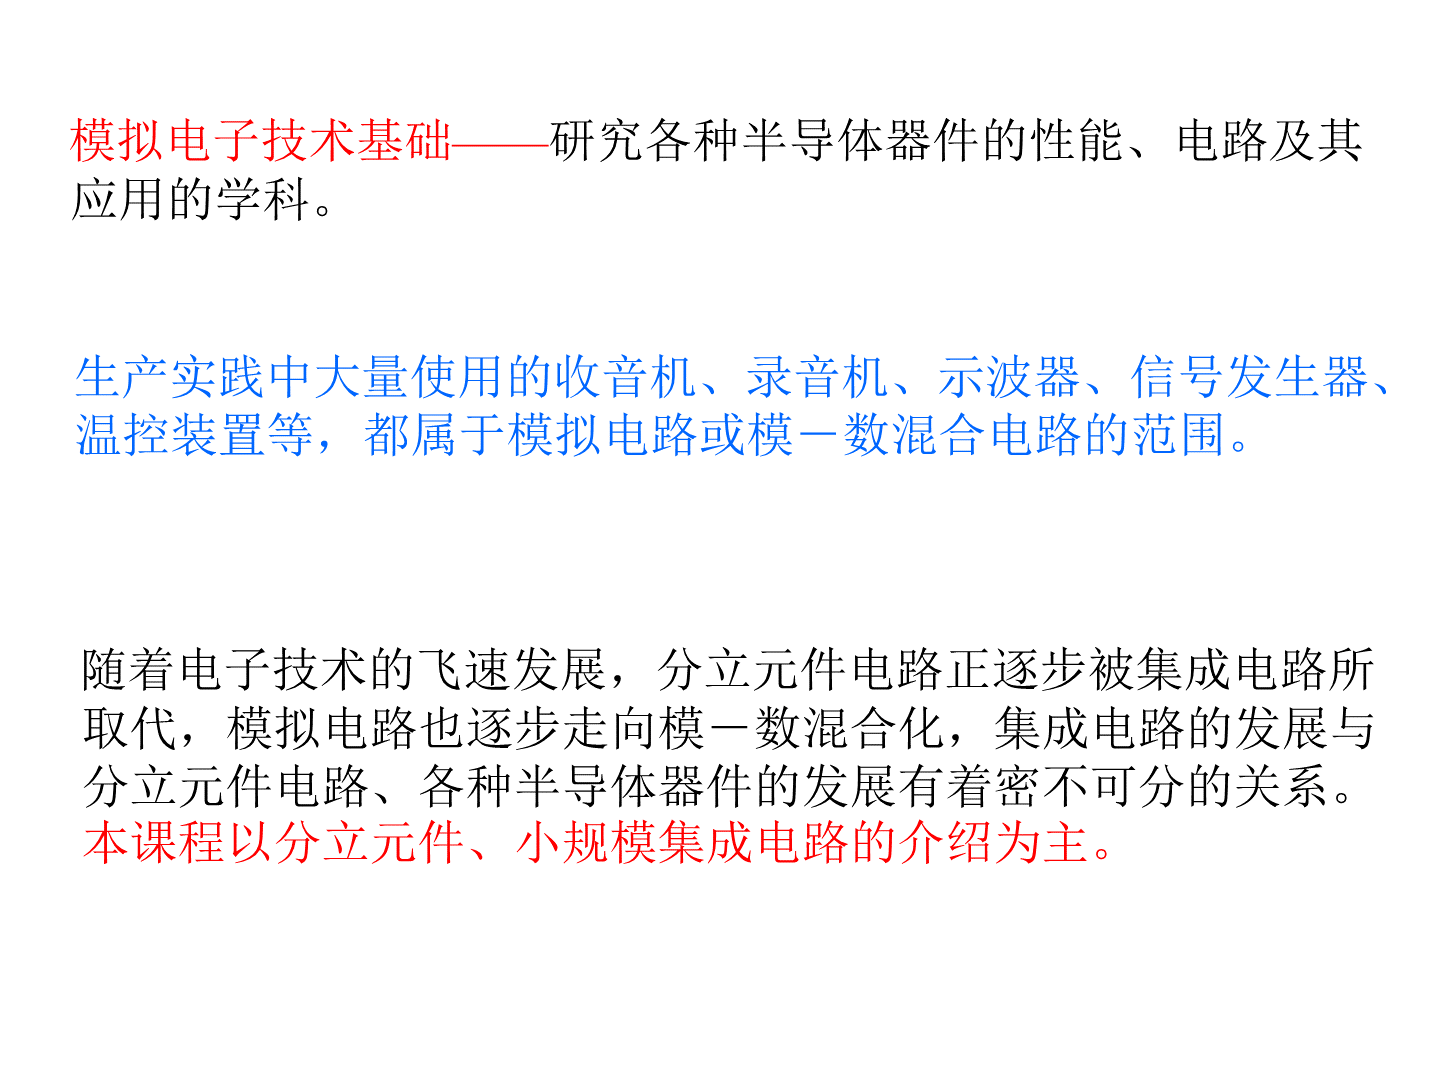 模拟电子技术基础——研究各种半导体器件的性能、电路及其
应用的学科。
生产实践中大量使用的收音机、录音机、示波器、信号发生器、
温控装置等，都属于模拟电路或模－数混合电路的范围。
随着电子技术的飞速发展，分立元件电路正逐步被集成电路所
取代，模拟电路也逐步走向模－数混合化，集成电路的发展与
分立元件电路、各种半导体器件的发展有着密不可分的关系。
本课程以分立元件、小规模集成电路的介绍为主。